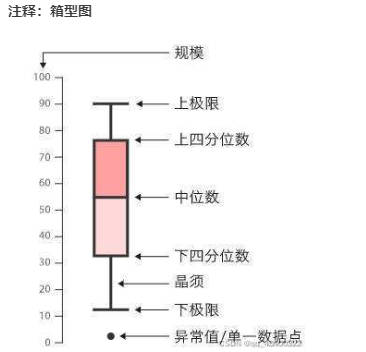 注释：箱型图
规模
100
90
上极限
80
上四分位数
70
60
中位数
50
40
下四分位数
30
晶须
20
下极限
10
异常值/单一数据点
0